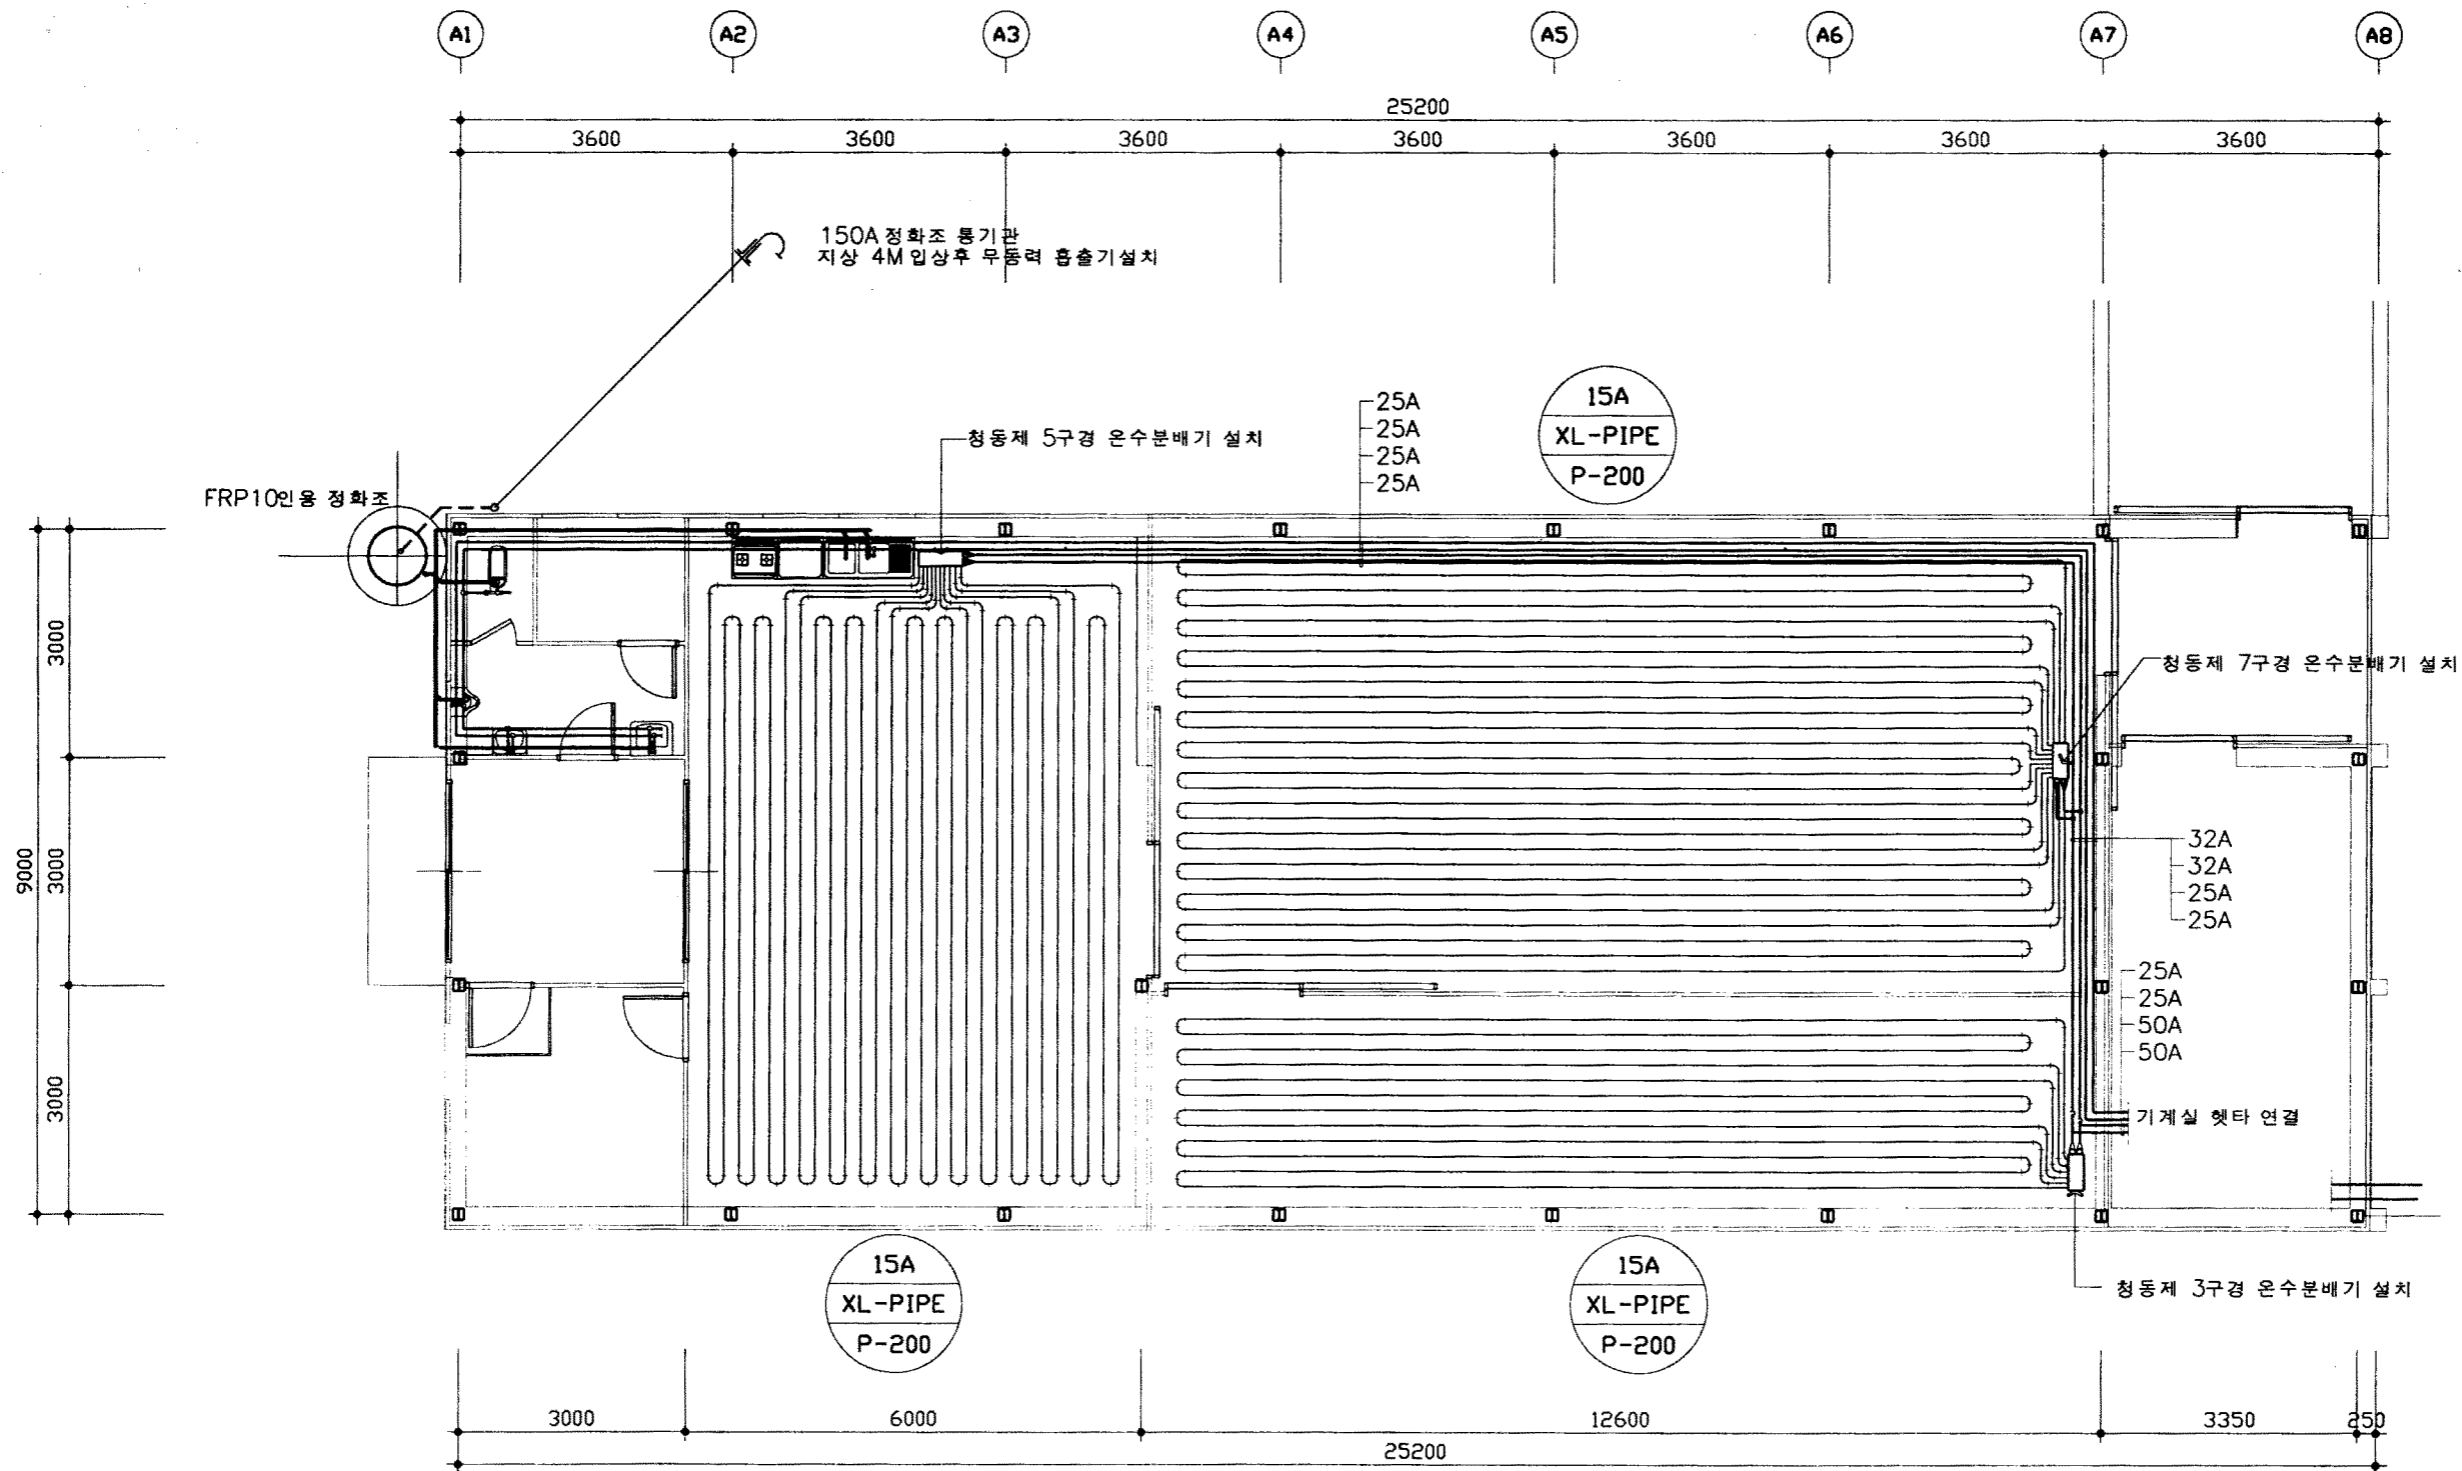 A1
A2
A3
A4
A5
A6
A7
A8
25200
3600
3600
3600
3600
3600
3600
3600
150A 정화조 통기관
지상 4M 입상후 무동력 흡출기설치
25A
25A
25A
25A
15A
XL-PIPE
P-200
청동제 5구경 온수분배기 설치
FRP10인용 정화조
청동제 7구경 온수분배기 설치
9000
3000
3000
3000
32A
32A
25A
25A
25A
25A
50A
50A
기계실 헷타 연결
15A
XL-PIPE
P-200
15A
XL-PIPE
P-200
청동제 3구경 온수분배기 설치
3000
6000
12600
3350
250
25200